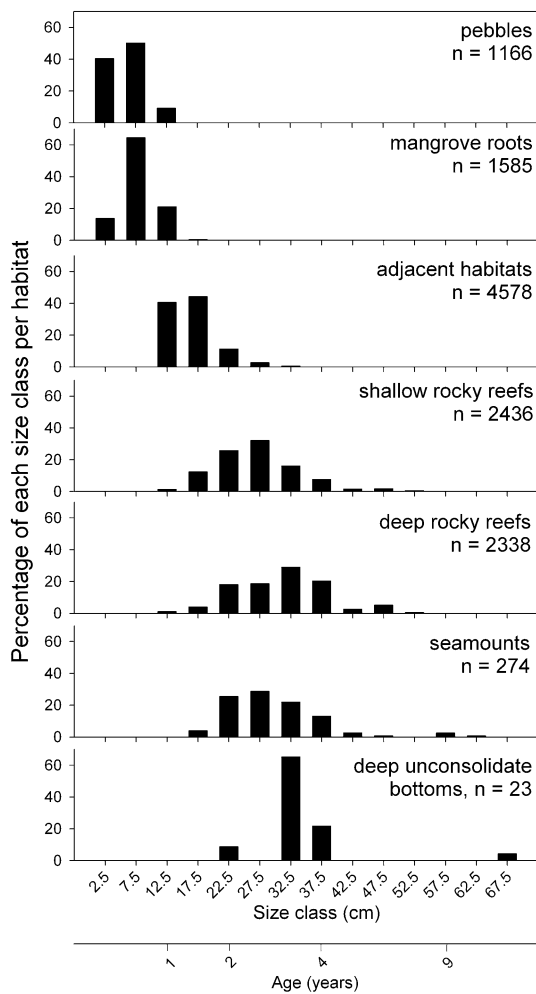 Percentage of each size class per habitat
60
40
20
0
pebbles
n = 1166
60
40
20
0
mangrove roots
n = 1585
60
40
20
0
adjacent habitats
n = 4578
60
40
20
0
shallow rocky reefs
n = 2436
60
40
20
0
deep rocky reefs
n = 2338
60
40
20
0
seamounts
n = 274
60
40
20
0
deep unconsolidate
bottoms, n = 23
2.5 7.5 12.5 17.5 22.5 27.5 32.5 37.5 42.5 47.5 52.5 57.5 62.5 67.5
Size class (cm)
1 2 4 9
Age (years)